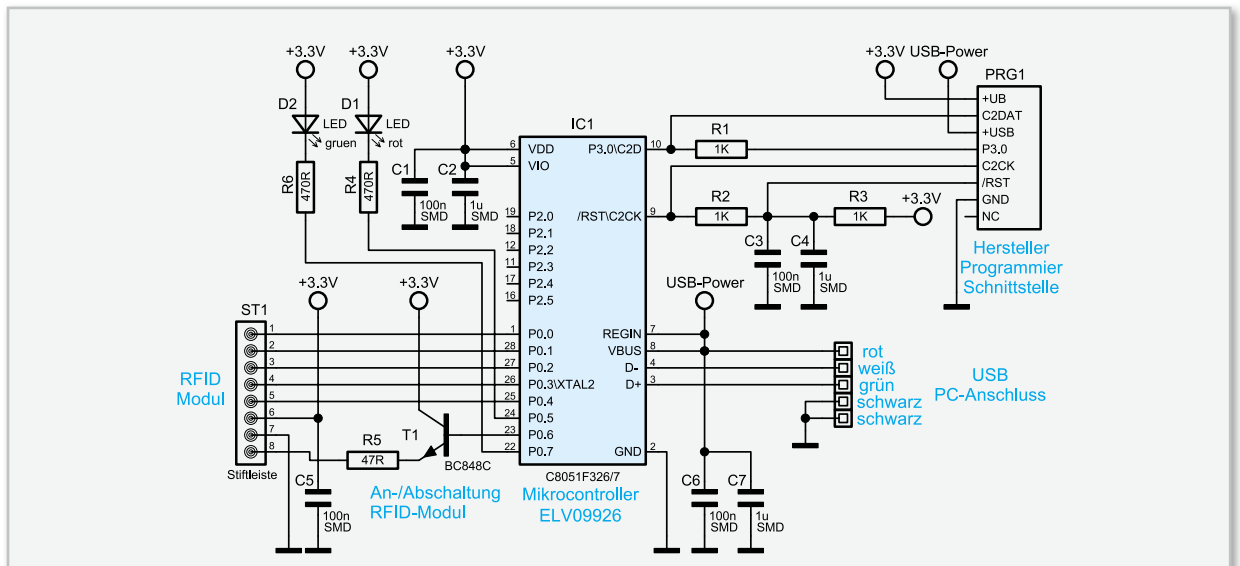 +3.3V
+3.3V
+3.3V
+3.3V USB-Power
PRG1
D2
LED
gruen
D1
LED
rot
R6
470R
R4
470R
C1
100n
SMD
C2
1u
SMD
IC1
6 VDD
5 VIO
19 P2.0
18 P2.1
12 P2.2
11 P2.3
17 P2.4
16 P2.5
1 P0.0
28 P0.1
27 P0.2
26 P0.3\XTAL2
25 P0.4
24 P0.5
23 P0.6
22 P0.7
P3.0\C2D 10
/RST\C2CK 9
REGIN 7
VBUS 8
D- 4
D+ 3
GND 2
C8051F326/7
Mikrocontroller
ELV09926
R1
1K
R2
1K
R3
1K
+3.3V
C3
100n
SMD
C4
1u
SMD
+UB
C2DAT
+USB
P3.0
C2CK
/RST
GND
NC
Hersteller
Programmier
Schnittstelle
USB-Power
rot
weiß
grün
schwarz
schwarz
USB
PC-Anschluss
C6
100n
SMD
C7
1u
SMD
+3.3V
+3.3V
ST1
1
2
3
4
5
6
7
8
Stiftleiste
RFID
Modul
R5
47R
T1
BC848C
C5
100n
SMD
An-/Abschaltung
RFID-Modul